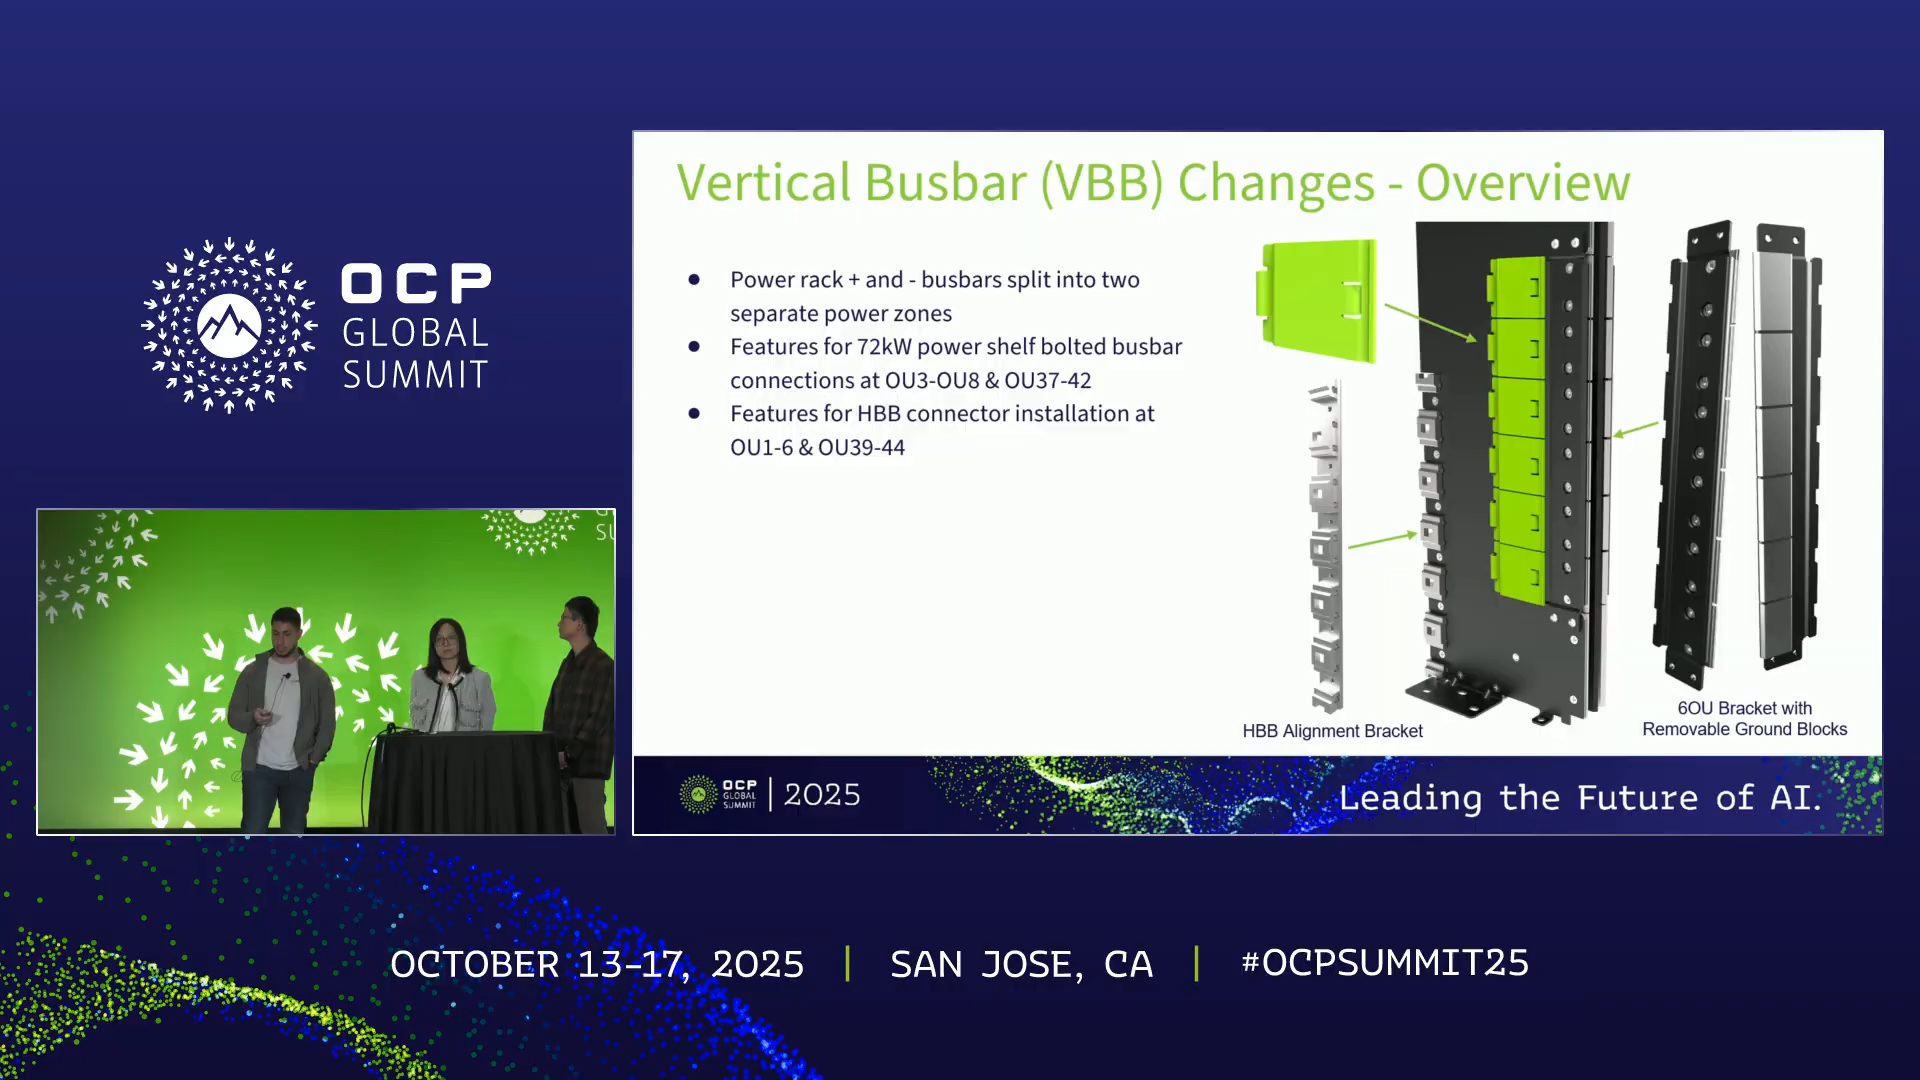 OCP
GLOBAL
SUMMIT
Vertical Busbar (VBB) Changes - Overview
● Power rack + and - busbars split into two
separate power zones
● Features for 72kW power shelf bolted busbar
connections at OU3-OU8 & OU37-42
● Features for HBB connector installation at
OU1-6 & OU39-44
HBB Alignment Bracket
6OU Bracket with
Removable Ground Blocks
OCP
GLOBAL
SUMMIT
2025
Leading the Future of AI.
OCTOBER 13-17, 2025 | SAN JOSE, CA | #OCPSUMMIT25